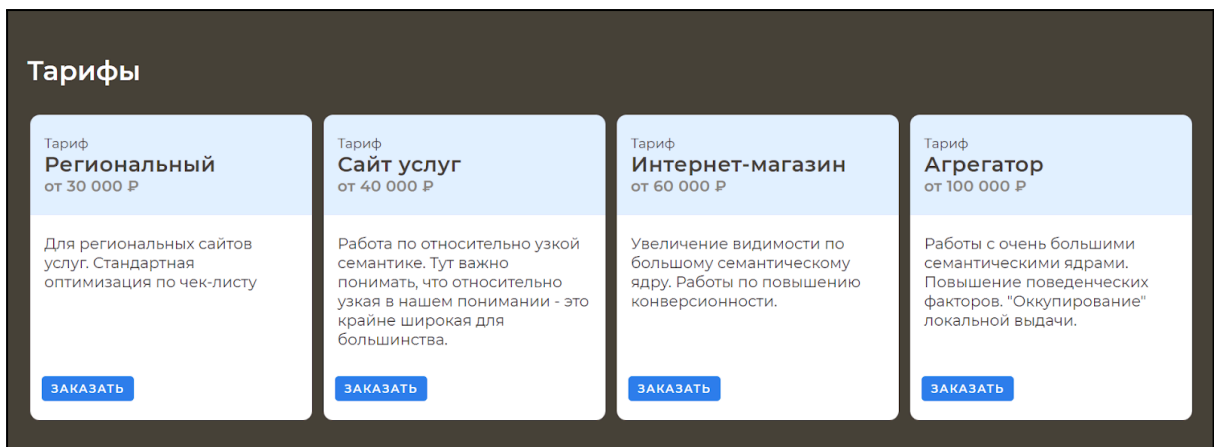 Тарифы
Тариф
Региональный
от 30 000 ₽
Для региональных сайтов
услуг. Стандартная
оптимизация по чек-листу
ЗАКАЗАТЬ
Тариф
Сайт услуг
от 40 000 ₽
Работа по относительно узкой
семантике. Тут важно
понимать, что относительно
узкая в нашем понимании - это
крайне широкая для
большинства.
ЗАКАЗАТЬ
Тариф
Интернет-магазин
от 60 000 ₽
Увеличение видимости по
большому семантическому
ядру. Работы по повышению
конверсионности.
ЗАКАЗАТЬ
Тариф
Агрегатор
от 100 000 ₽
Работы с очень большими
семантическими ядрами.
Повышение поведенческих
факторов. "Оккупирование"
локальной выдачи.
ЗАКАЗАТЬ